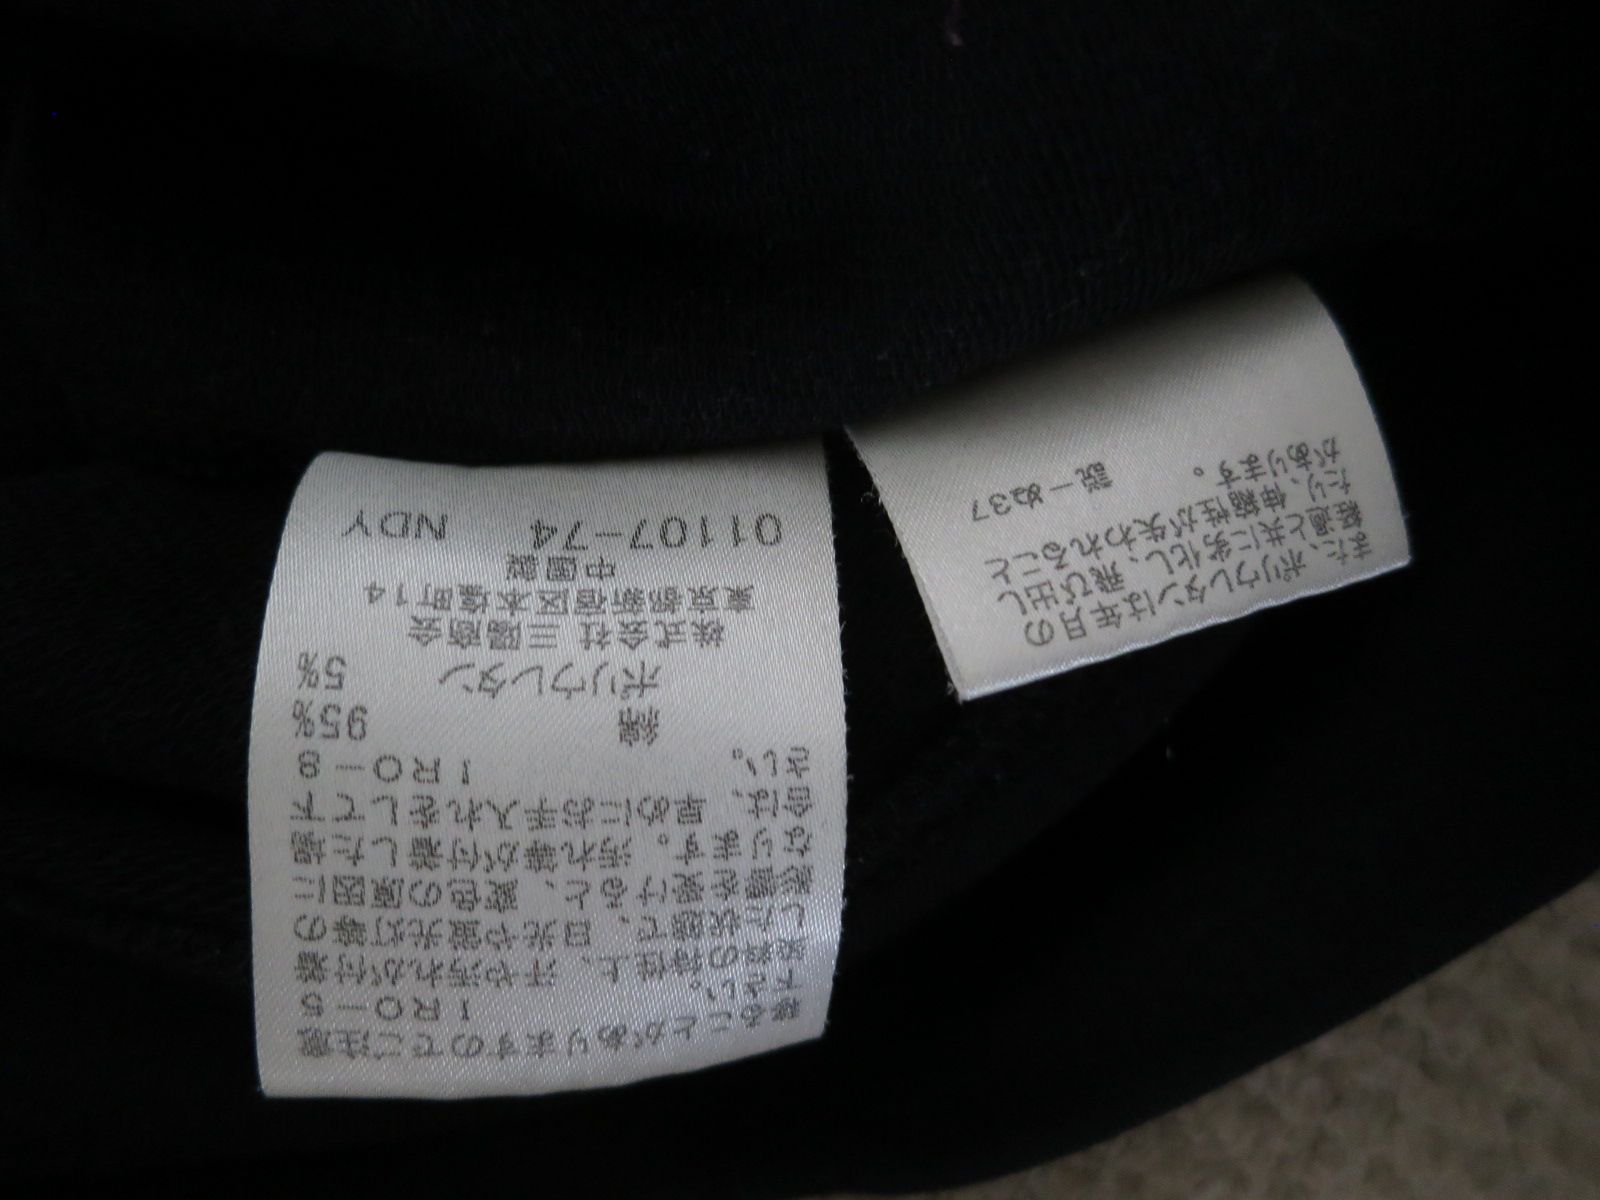 移ることがありますのでご注意
下さい。 IRO-5
染料の特性上、汗や汚れが付着
した状態で、日光や蛍光灯等の
影響を受けると、変色の原因に
なります。汚れ等が付着した場
合は、早めにお手入れをして下
さい。 IRO-8
綿 95%
ポリウレタン 5%
株式会社 三陽商会
東京都新宿区本塩町14
中国製
01107-74 NDY
また、ポリウレタンは年月の
経過と共に劣化し、飛び出し
たり、伸縮性が失われること
があります。
説-ぬ37